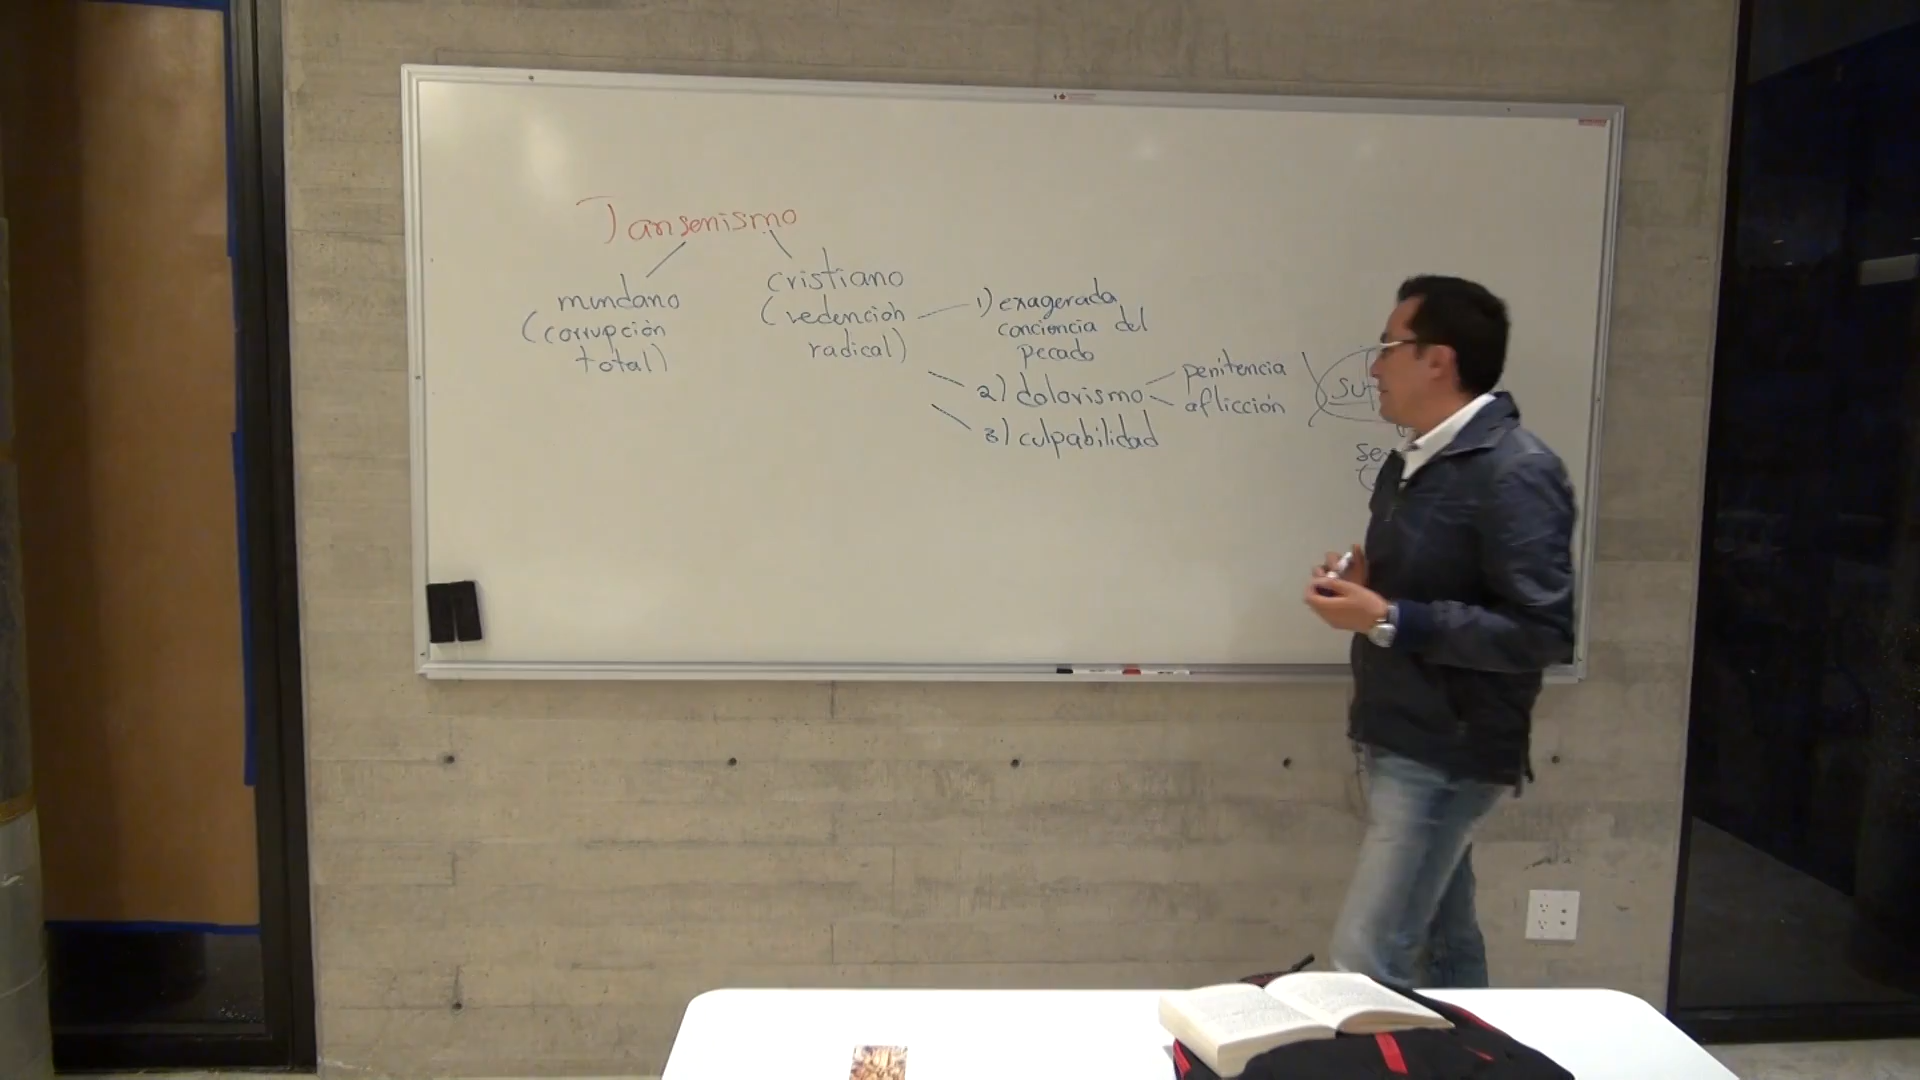 Jansenismo
mundano
(corrupción
total)
cristiano
(redención
radical)
1) exagerada
conciencia del
pecado
2) dolorismo
penitencia
aflicción
3) culpabilidad